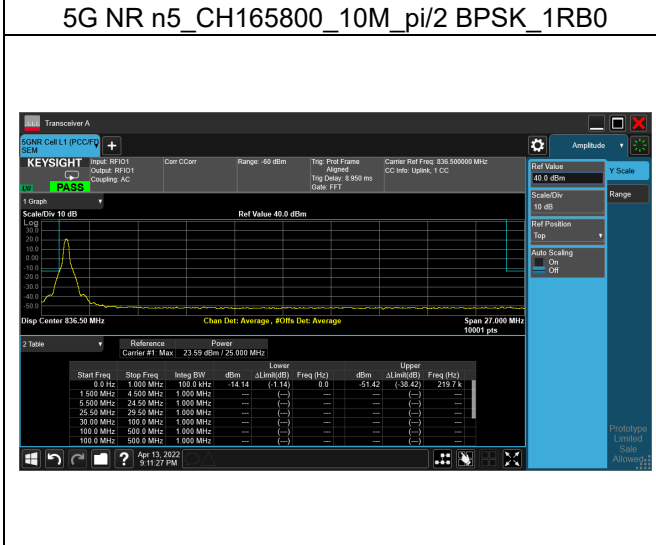 5G NR n5_CH165800_10M_pi/2 BPSK_1RB0
Transceiver A
5GNR Cell L1 (PCC/FD
SEM
+
Amplitude
KEYSIGHT
Input: RFIO1
Output: RFIO1
Coupling: AC
Corr CCorr
Range: -60 dBm
Trig: Prot Frame
Aligned
Trig Delay: 8.950 ms
Gate: FFT
Carrier Ref Freq: 836.500000 MHz
CC Info: Uplink, 1 CC
PASS
Ref Value
40.0 dBm
Y Scale
Scale/Div
10 dB
Range
Ref Position
Top
Auto Scaling
On
Off
1 Graph
Scale/Div 10 dB
Ref Value 40.0 dBm
Log
30.0
20.0
10.0
0.00
-10.0
-20.0
-30.0
-40.0
-50.0
Disp Center 836.50 MHz
Chan Det: Average, #Offs Det: Average
Span 27.000 MHz
10001 pts
2 Table
Reference Power
Carrier #1: Max 23.59 dBm / 25.000 MHz
Lower Upper
Start Freq Stop Freq Integ BW dBm ΔLimit(dB) Freq (Hz) dBm ΔLimit(dB) Freq (Hz)
0.0 Hz 1.000 MHz 100.0 kHz -14.14 (-1.14) 0.0 -51.42 (-38.42) 219.7 k
1.500 MHz 4.500 MHz 1.000 MHz --- (---) --- --- (---) ---
5.500 MHz 24.50 MHz 1.000 MHz --- (---) --- --- (---) ---
25.50 MHz 29.50 MHz 1.000 MHz --- (---) --- --- (---) ---
30.00 MHz 100.0 MHz 1.000 MHz --- (---) --- --- (---) ---
100.0 MHz 500.0 MHz 1.000 MHz --- (---) --- --- (---) ---
100.0 MHz 500.0 MHz 1.000 MHz --- (---) --- --- (---) ---
Prototype
Limited
Sale
Allowed
?
Apr 13, 2022
9:11:27 PM